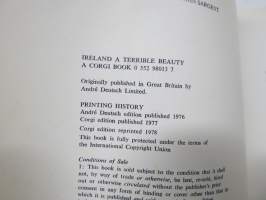 SARGENT
IRELAND A TERRIBLE BEAUTY
A CORGI BOOK 0 552 98013 7
Originally published in Great Britain by
André Deutsch Limited.
PRINTING HISTORY
André Deutsch edition published 1976
Corgi edition published 1977
Corgi edition reprinted 1978
This book is fully protected under the terms of
the International Copyright Union
Conditions of Sale
1: This book is sold subject to the condition that it shall
not, by way of trade or otherwise, be lent, re-sold, hired
out or otherwise circulated without the publisher's prior
consent in any form of binding or cover other than that in
which it is published and